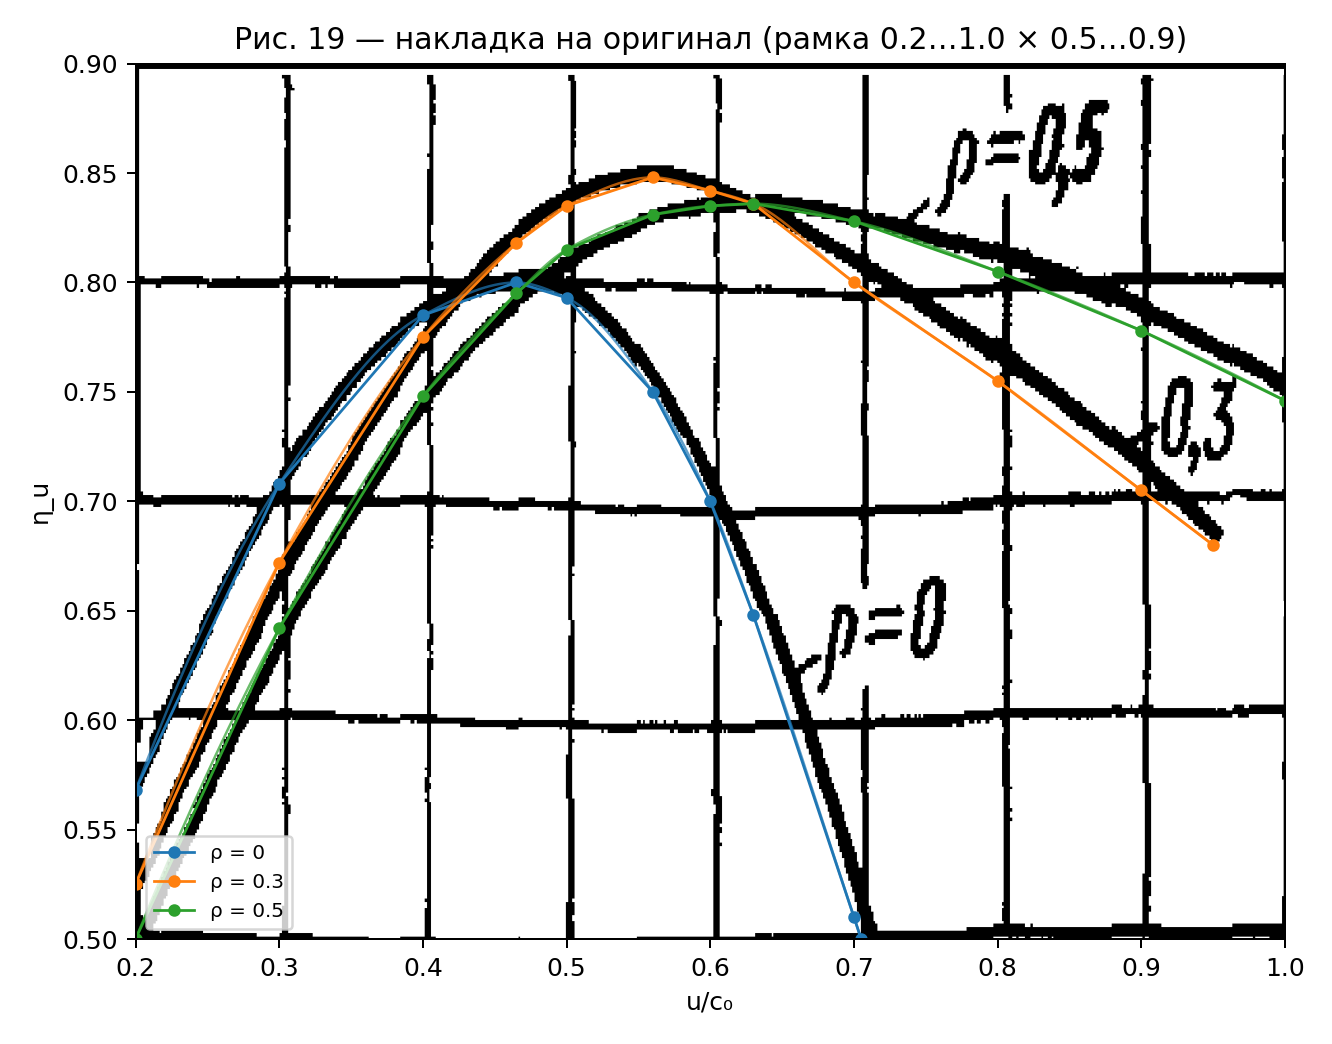 Рис. 19 — накладка на оригинал (рамка 0.2…1.0 × 0.5…0.9)
0.90
0.85
0.80
0.75
0.70
0.65
0.60
0.55
0.50
η_u
ρ=0,5
0,3
ρ=0
ρ = 0
ρ = 0.3
ρ = 0.5
0.2 0.3 0.4 0.5 0.6 0.7 0.8 0.9 1.0
u/c₀